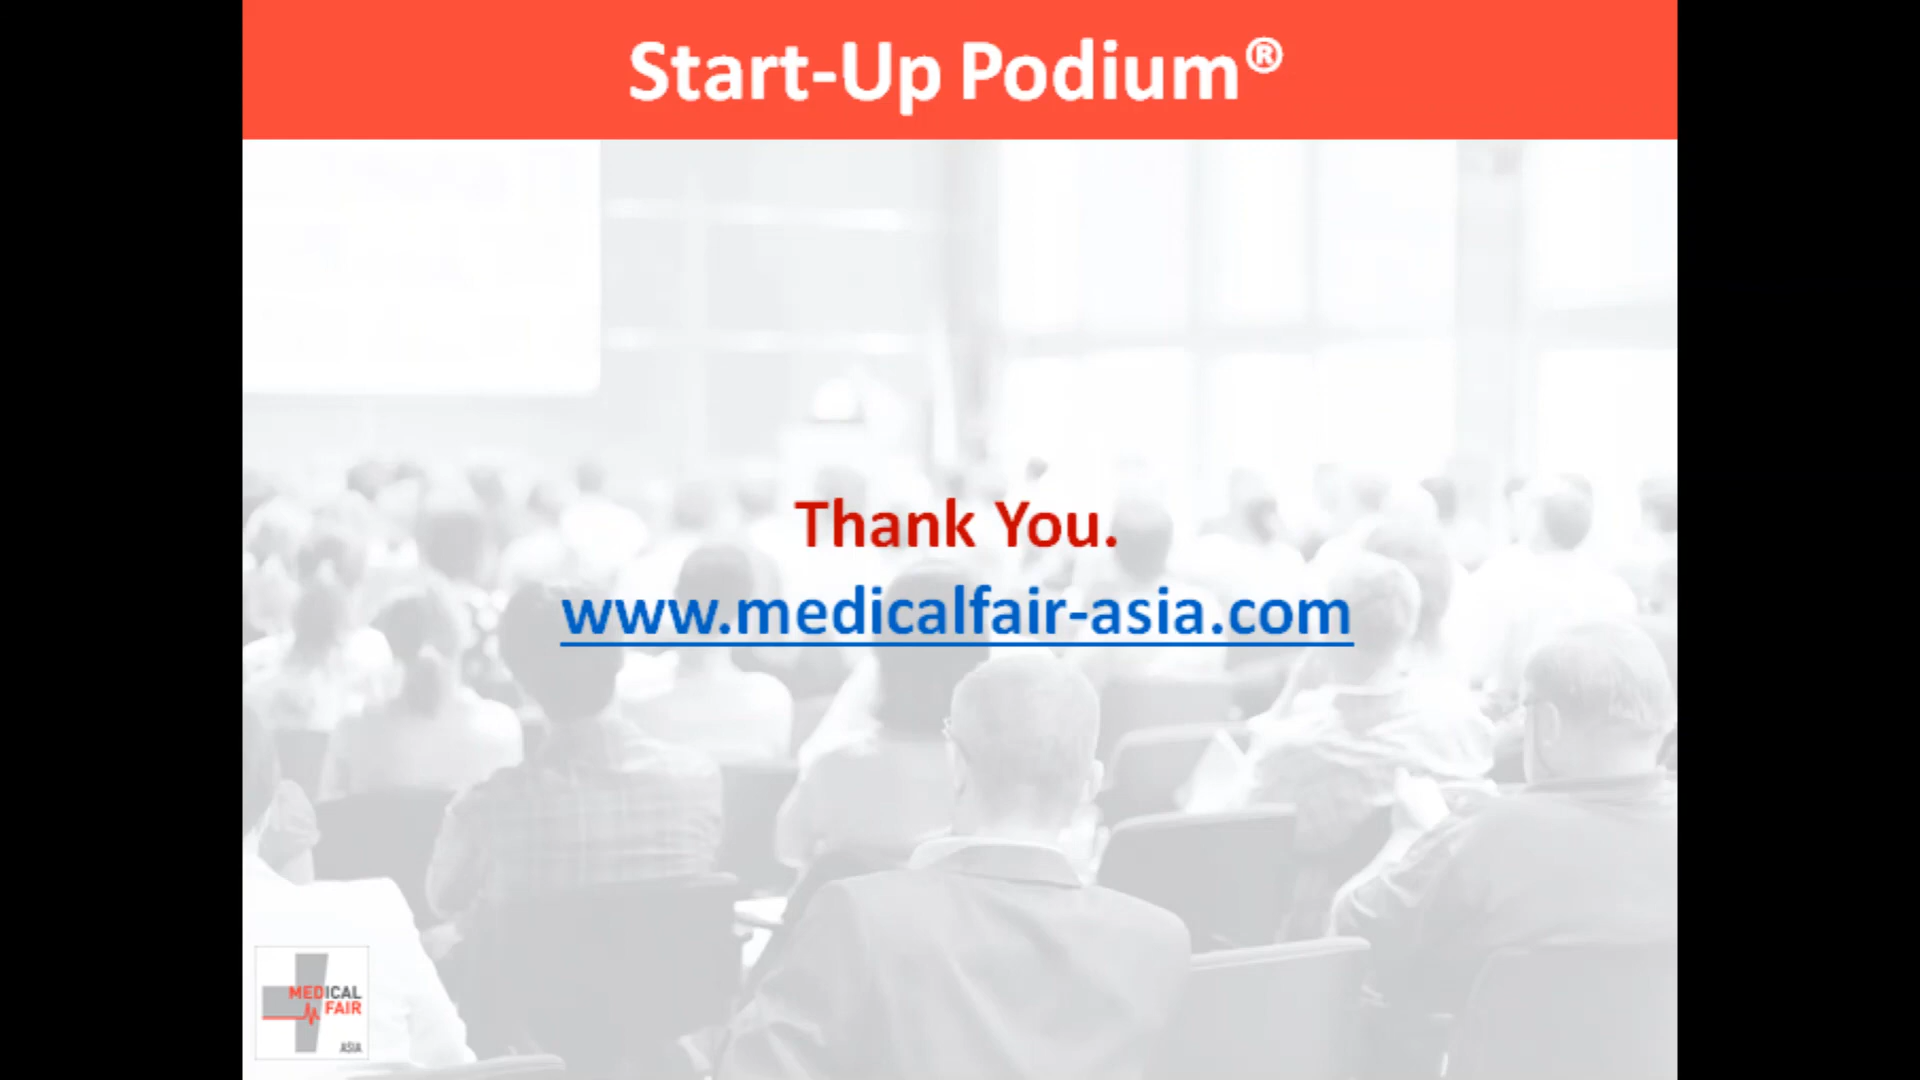 Start-Up Podium®
Thank You.
www.medicalfair-asia.com
MEDICAL
FAIR
ASIA